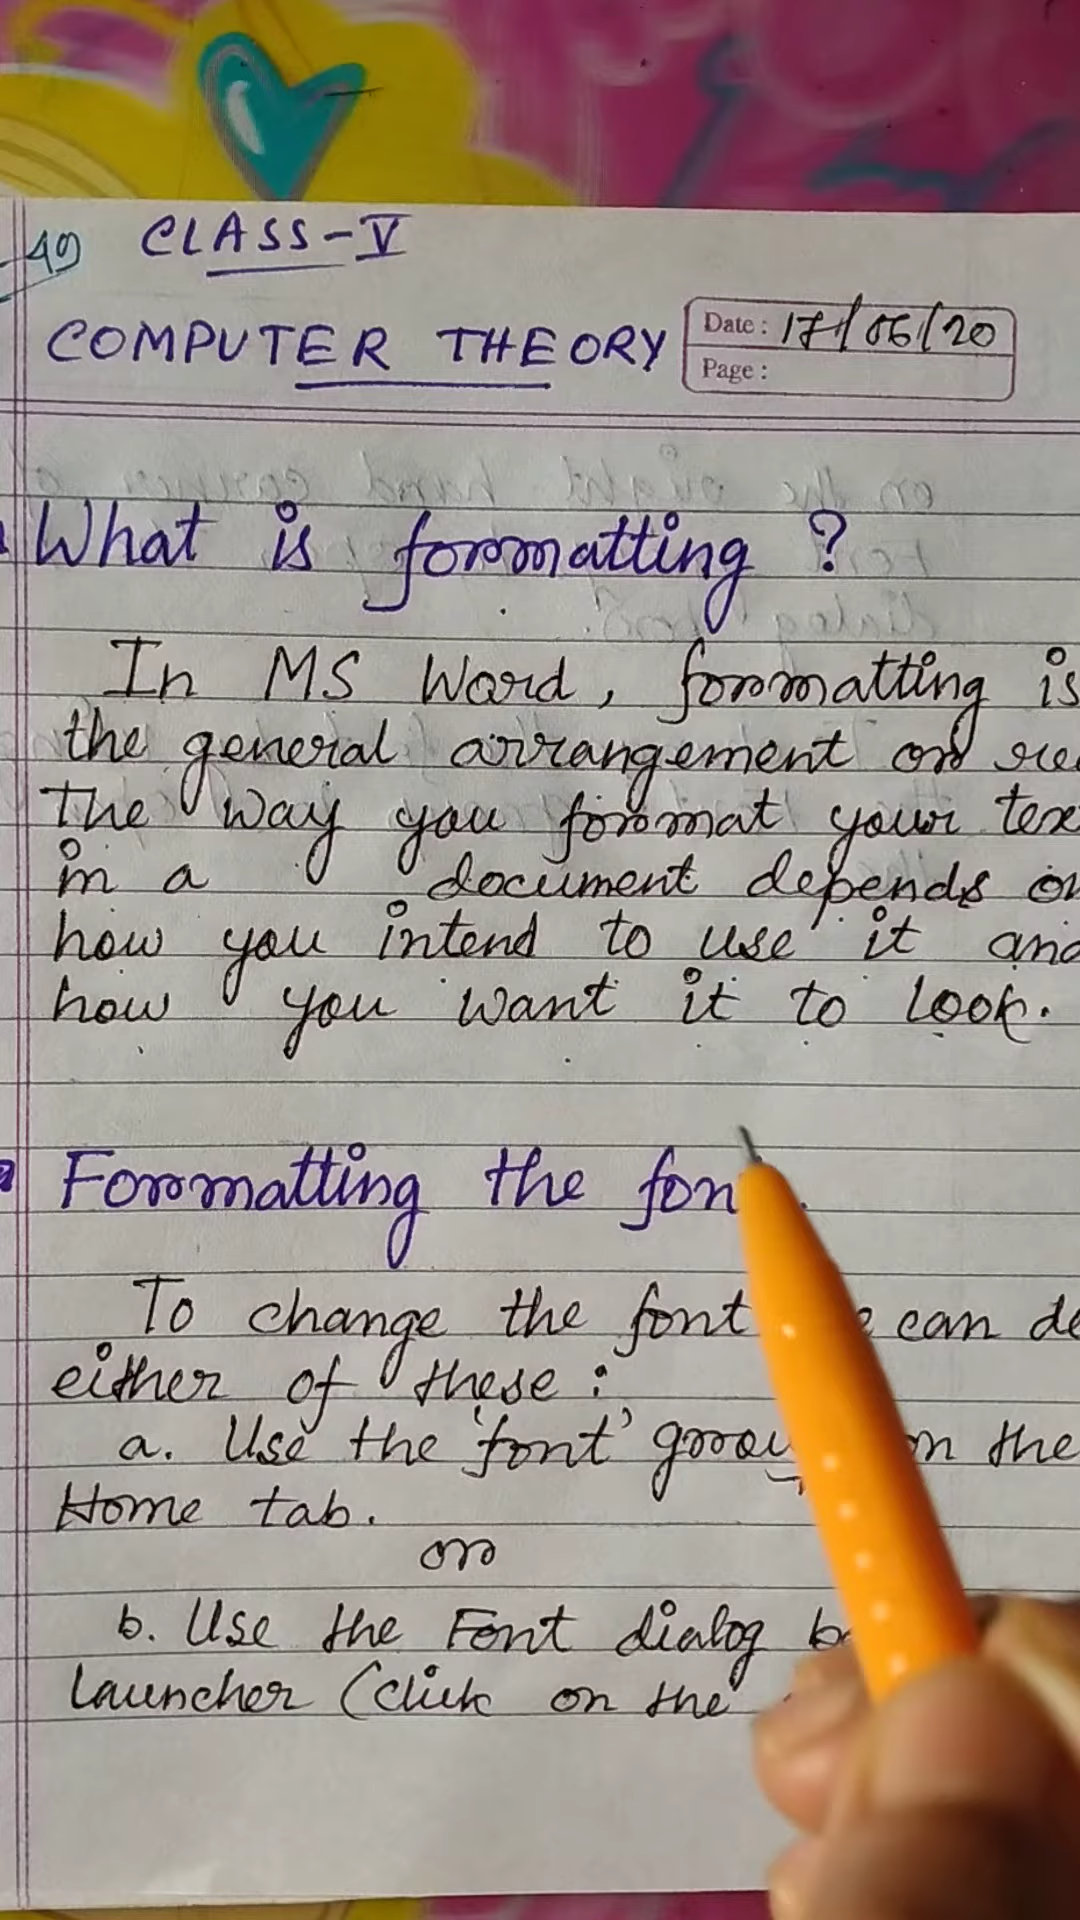 49 CLASS-V
COMPUTER THEORY
Date: 17/06/20
Page:
What is formatting ?
In MS Word, formatting is
the general arrangement or
The way you format your
in a document depends
how you intend to use it
how you want it to look.
Formatting the
To change the font can
either of these :
a. Use the 'font' on the
Home tab.
or
b. Use the Font dialog
launcher (click on the